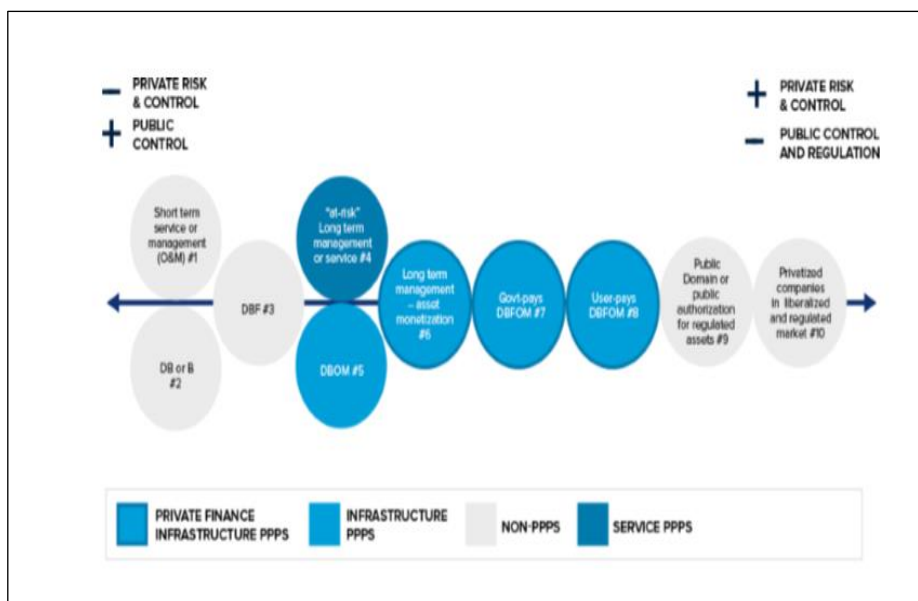 − PRIVATE RISK
& CONTROL
+ PUBLIC
CONTROL
+ PRIVATE RISK
& CONTROL
− PUBLIC CONTROL
AND REGULATION
Short term
service or
management
(O&M) #1
DB or B
#2
DBF #3
"at-risk"
Long term
management
or service #4
DBOM #5
Long term
management
– asset
monetization
#6
Govt-pays
DBFOM #7
User-pays
DBFOM #8
Public
Domain or
public
authorization
for regulated
assets #9
Privatized
companies
in liberalized
and regulated
market #10
PRIVATE FINANCE
INFRASTRUCTURE PPPS
INFRASTRUCTURE
PPPS
NON-PPPS
SERVICE PPPS